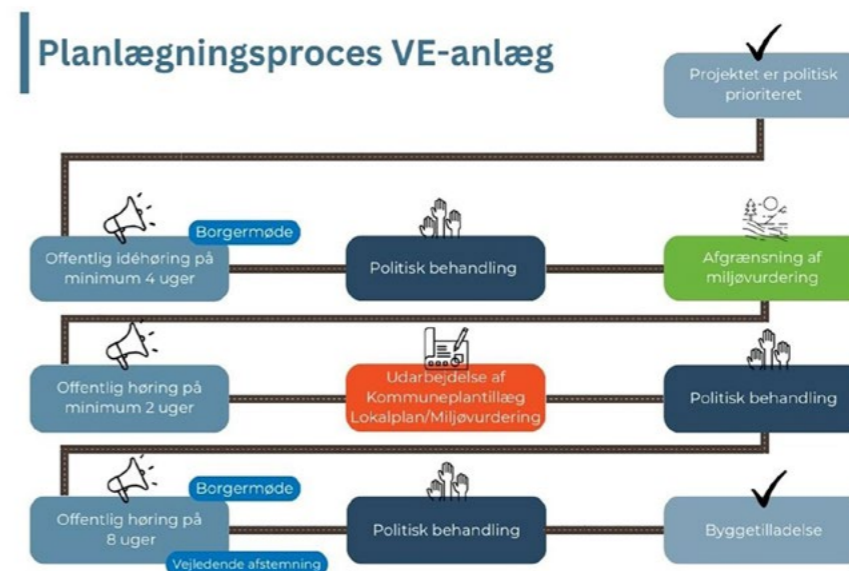 Planlægningsproces VE-anlæg
Projektet er politisk
prioriteret
Borgermøde
Offentlig idéhøring på
minimum 4 uger
Politisk behandling
Afgrænsning af
miljøvurdering
Offentlig høring på
minimum 2 uger
Udarbejdelse af
Kommuneplantillæg
Lokalplan/Miljøvurdering
Politisk behandling
Borgermøde
Offentlig høring på
8 uger
Vejledende afstemning
Politisk behandling
Byggetilladelse